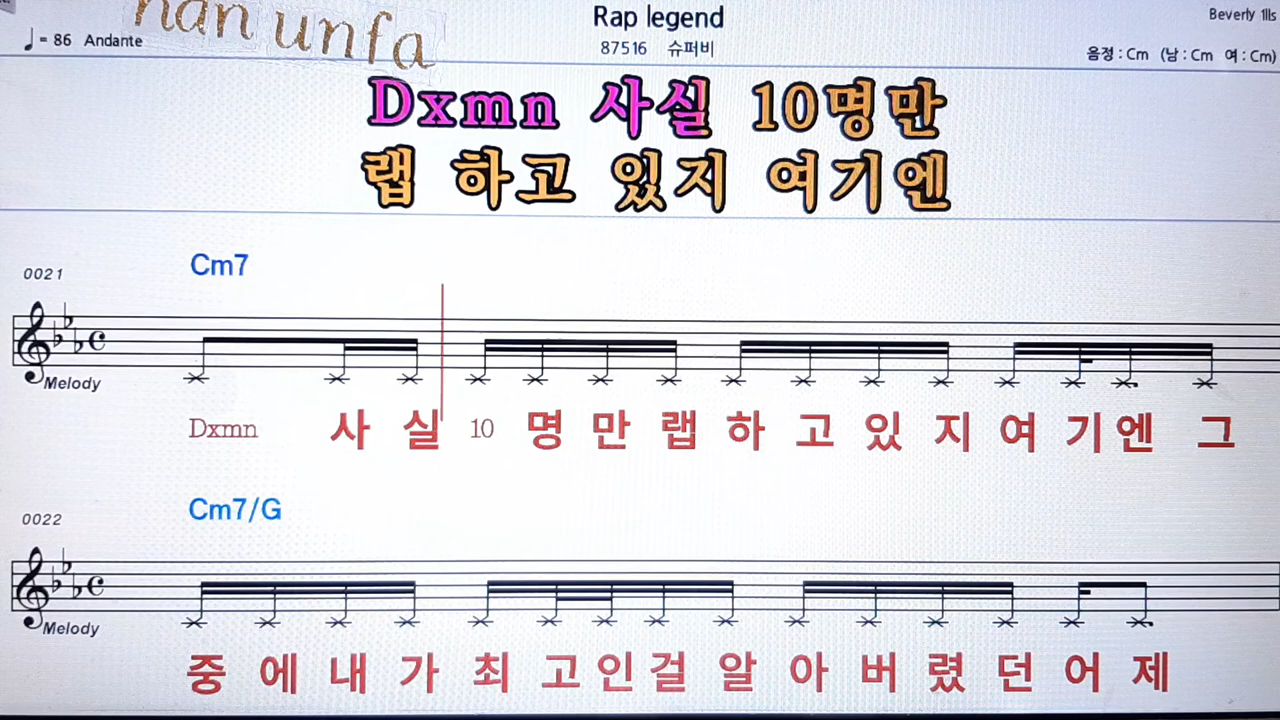 nan unfa
Rap legend
Beverly 1lls
♩= 86 Andante
87516 슈퍼비
음정 : Cm (남 : Cm 여 : Cm)
Dxmn 사실 10명만
랩 하고 있지 여기엔
Cm7
0021
Melody
Dxmn 사 실 10 명 만 랩 하 고 있 지 여 기 엔 그
Cm7/G
0022
Melody
중 에 내 가 최 고 인 걸 알 아 버 렸 던 어 제